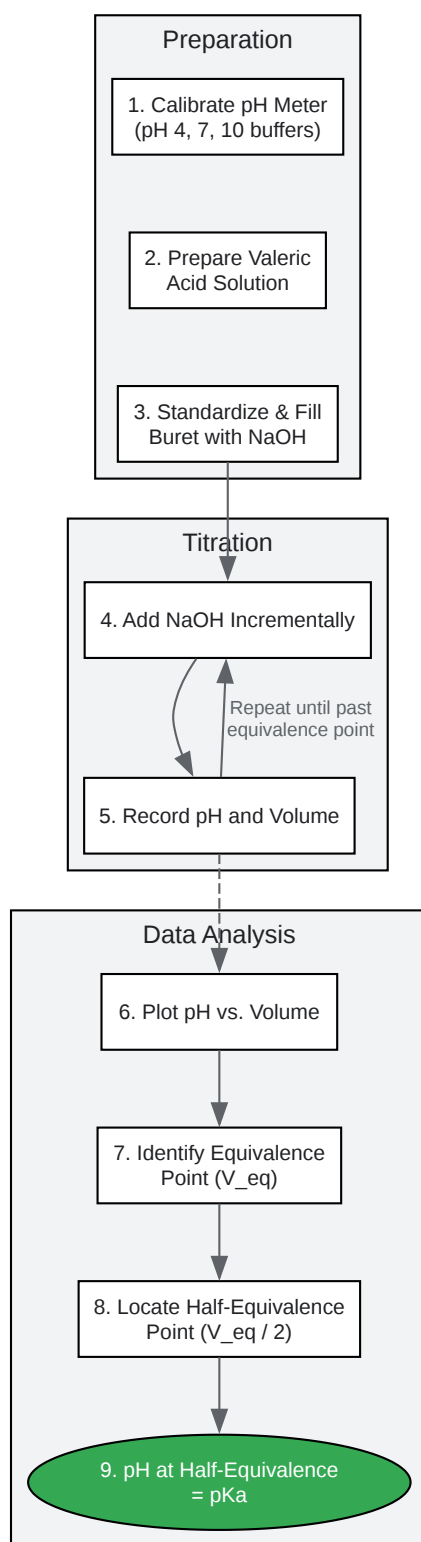 Preparation
1. Calibrate pH Meter
(pH 4, 7, 10 buffers)
2. Prepare Valeric
Acid Solution
3. Standardize & Fill
Buret with NaOH
Titration
4. Add NaOH Incrementally
Repeat until past
equivalence point
5. Record pH and Volume
Data Analysis
6. Plot pH vs. Volume
7. Identify Equivalence
Point (V_eq)
8. Locate Half-Equivalence
Point (V_eq / 2)
9. pH at Half-Equivalence
= pKa